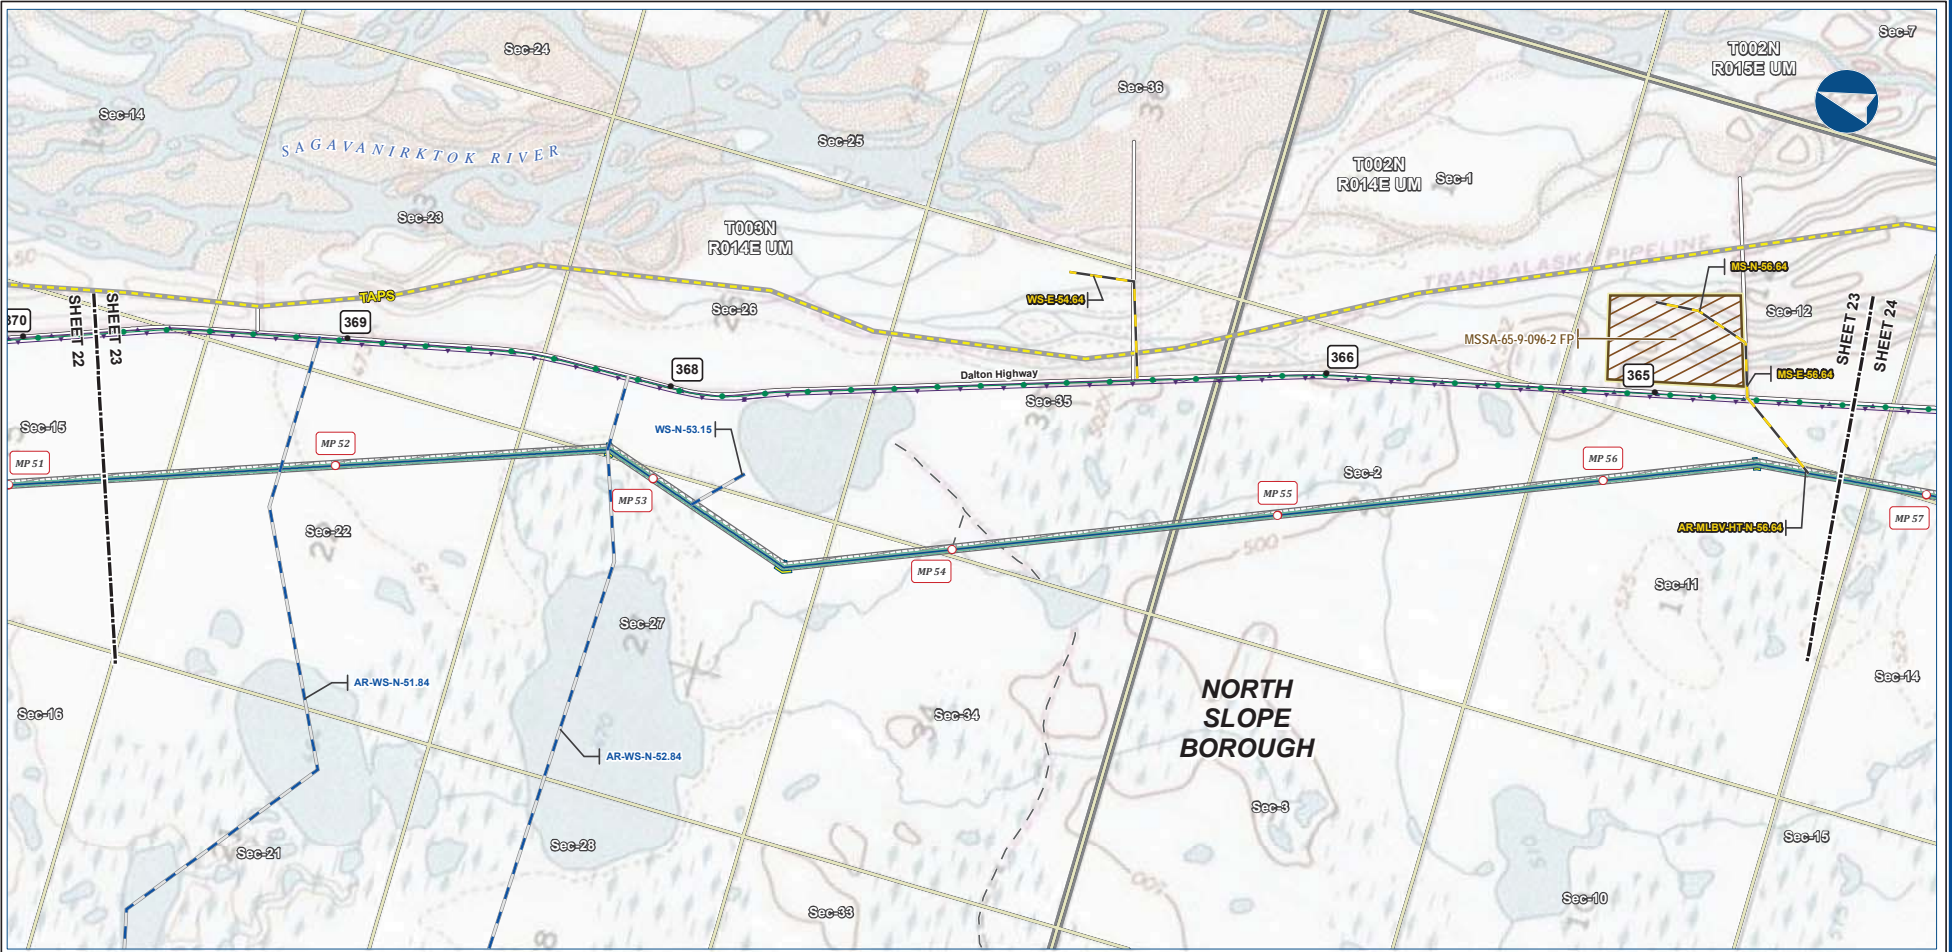 Sec-24
Sec-7
T002N
R015E UM
Sec-14
Sec-36
Sec-25
SAGAVANIRKTOK RIVER
T002N
R014E UM
Sec-1
Sec-23
T003N
R014E UM
TRANS ALASKA PIPELINE
MS-N-56.64
TAPS
WS-E-54.64
Sec-26
Sec-12
SHEET 22
SHEET 23
SHEET 23
SHEET 24
370
369
MSSA-65-9-096-2 FP
366
368
Dalton Highway
365
MS-E-56.64
Sec-35
Sec-15
WS-N-53.15
MP 52
MP 51
MP 56
Sec-2
MP 53
MP 55
MP 57
AR-MLBV-HT-N-56.64
Sec-22
500
500
MP 54
475
475
Sec-11
525
Sec-27
Sec-14
AR-WS-N-51.84
NORTH
SLOPE
BOROUGH
Sec-16
Sec-34
AR-WS-N-52.84
Sec-3
Sec-15
Sec-28
Sec-21
Sec-10
Sec-33